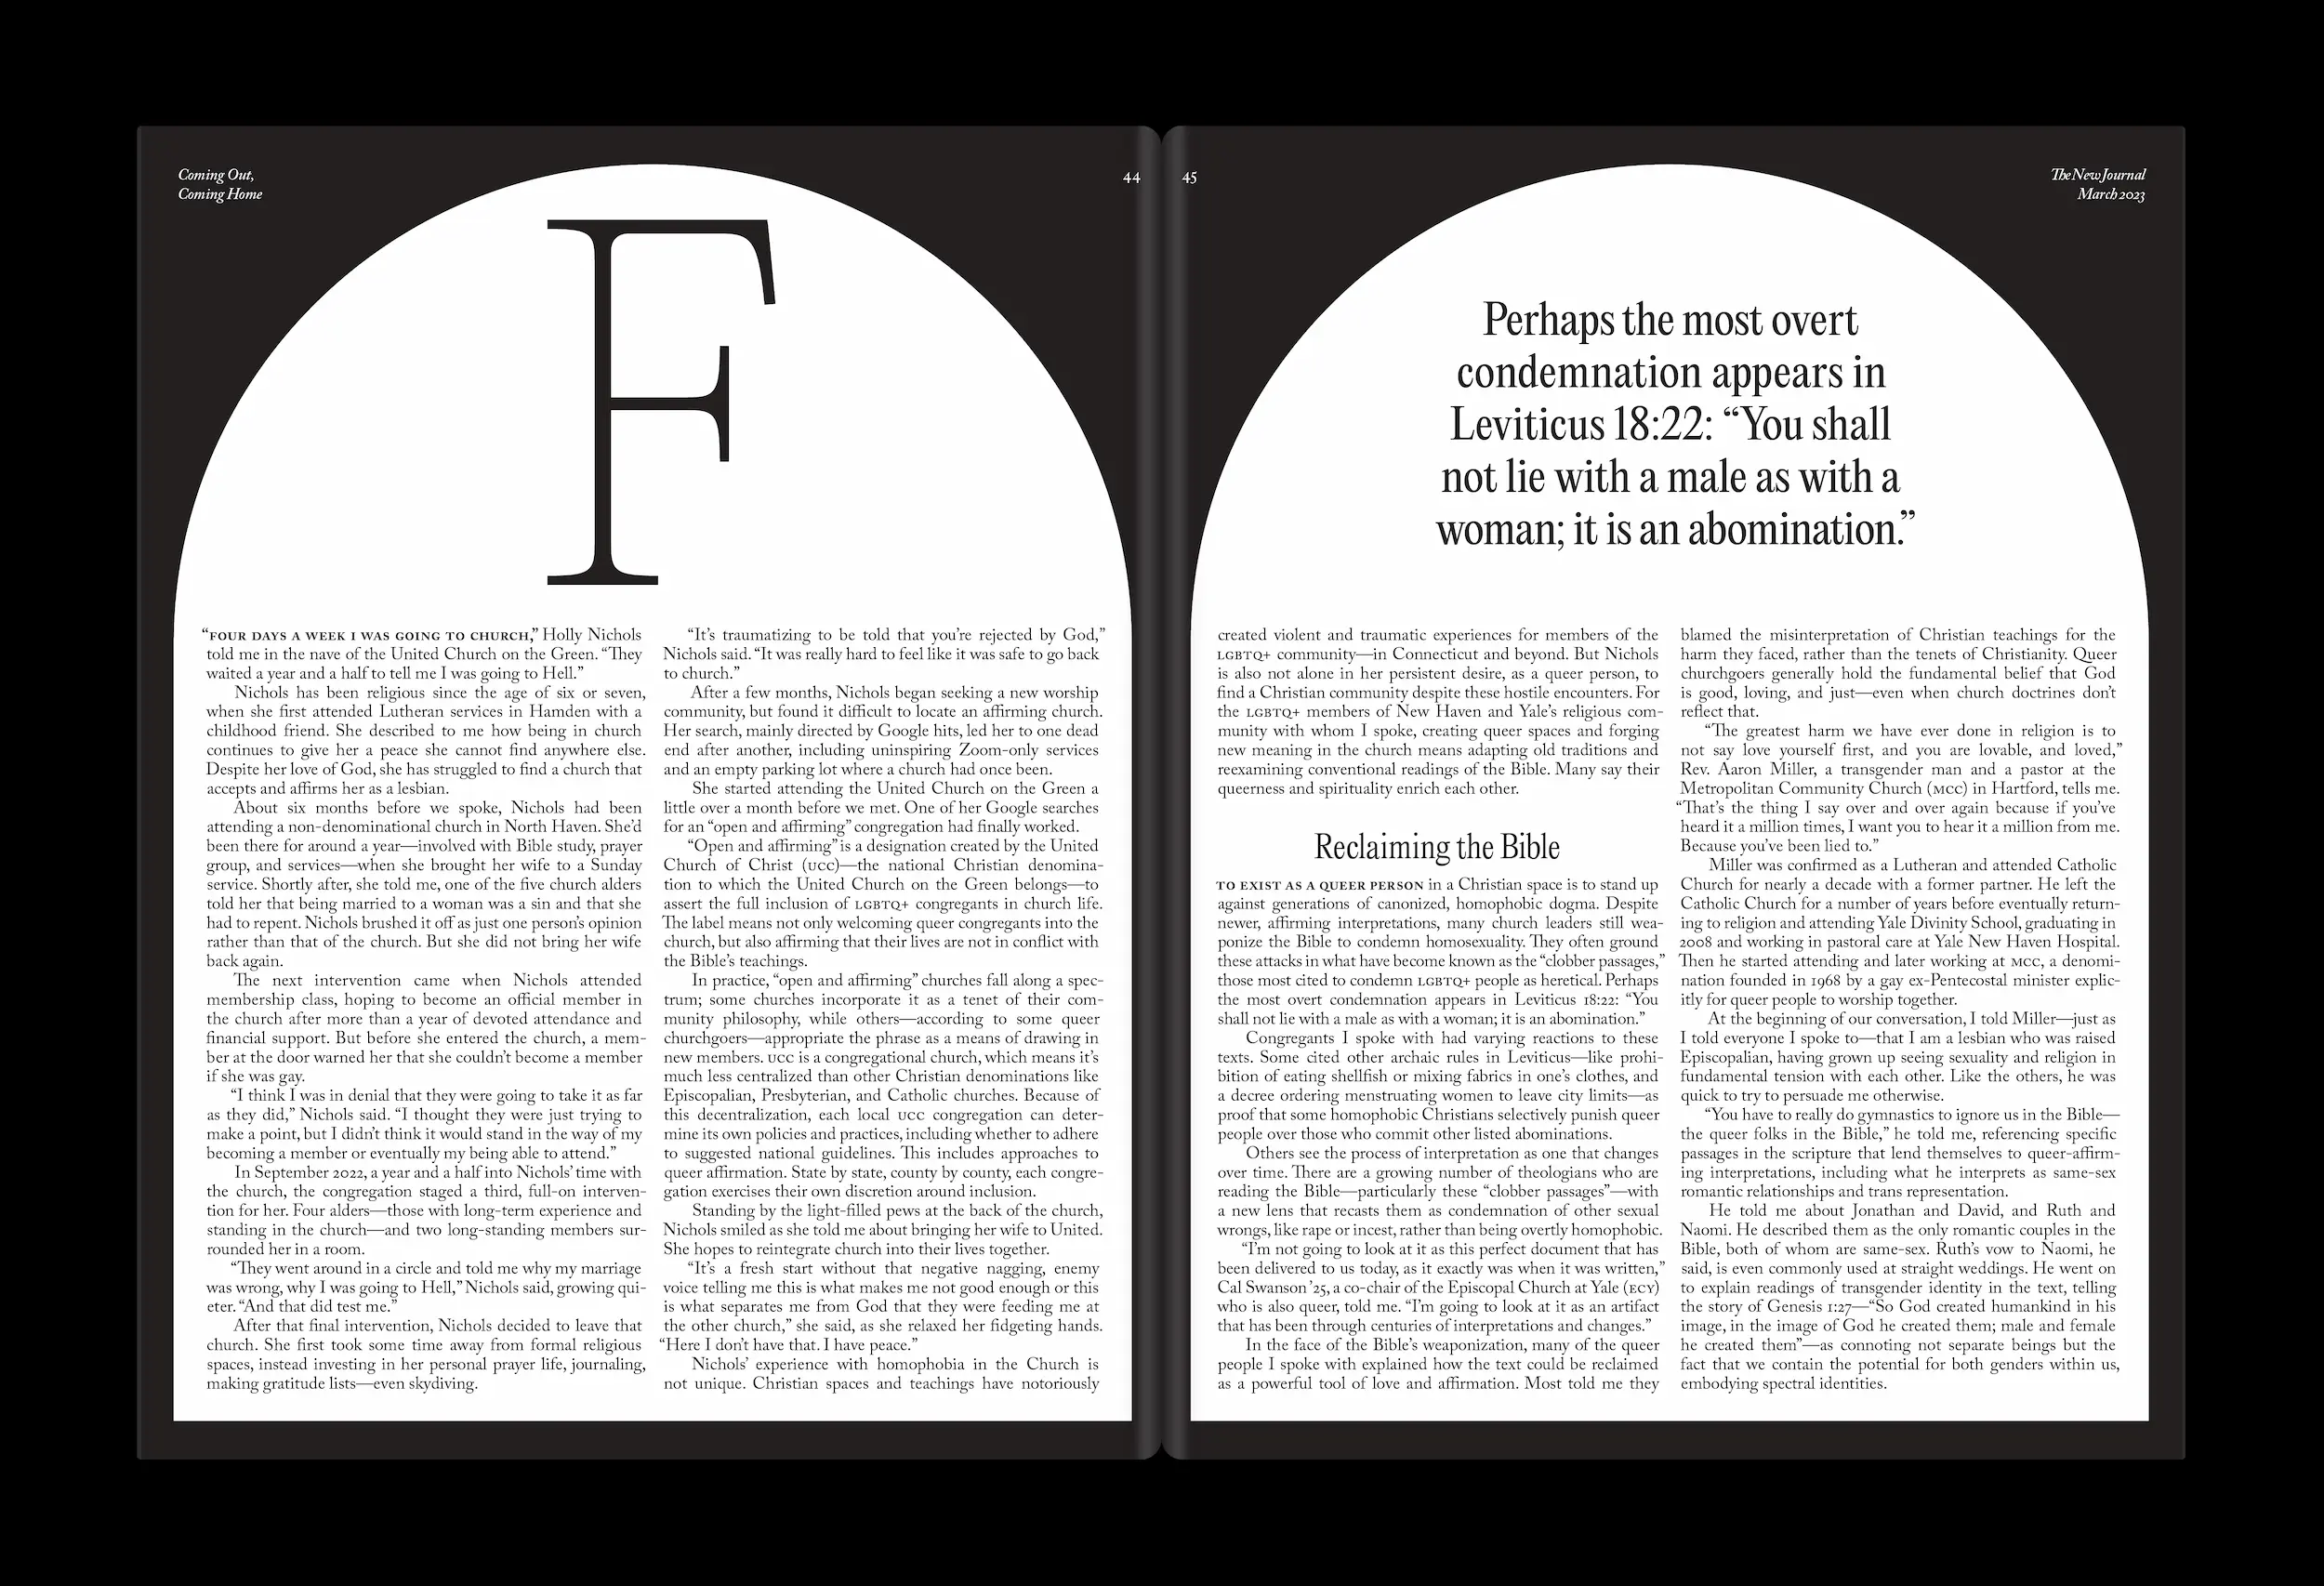 Coming Out,
Coming Home
44
F
“FOUR DAYS A WEEK I WAS GOING TO CHURCH,” Holly Nichols
told me in the nave of the United Church on the Green. “They
waited a year and a half to tell me I was going to Hell.”
Nichols has been religious since the age of six or seven,
when she first attended Lutheran services in Hamden with a
childhood friend. She described to me how being in church
continues to give her a peace she cannot find anywhere else.
Despite her love of God, she has struggled to find a church that
accepts and affirms her as a lesbian.
About six months before we spoke, Nichols had been
attending a non-denominational church in North Haven. She’d
been there for around a year—involved with Bible study, prayer
group, and services—when she brought her wife to a Sunday
service. Shortly after, she told me, one of the five church alders
told her that being married to a woman was a sin and that she
had to repent. Nichols brushed it off as just one person’s opinion
rather than that of the church. But she did not bring her wife
back again.
The next intervention came when Nichols attended
membership class, hoping to become an official member in
the church after more than a year of devoted attendance and
financial support. But before she entered the church, a mem-
ber at the door warned her that she couldn’t become a member
if she was gay.
“I think I was in denial that they were going to take it as far
as they did,” Nichols said. “I thought they were just trying to
make a point, but I didn’t think it would stand in the way of my
becoming a member or eventually my being able to attend.”
In September 2022, a year and a half into Nichols’ time with
the church, the congregation staged a third, full-on interven-
tion for her. Four alders—those with long-term experience and
standing in the church—and two long-standing members sur-
rounded her in a room.
“They went around in a circle and told me why my marriage
was wrong, why I was going to Hell,” Nichols said, growing qui-
eter. “And that did test me.”
After that final intervention, Nichols decided to leave that
church. She first took some time away from formal religious
spaces, instead investing in her personal prayer life, journaling,
making gratitude lists—even skydiving.
“It’s traumatizing to be told that you’re rejected by God,”
Nichols said. “It was really hard to feel like it was safe to go back
to church.”
After a few months, Nichols began seeking a new worship
community, but found it difficult to locate an affirming church.
Her search, mainly directed by Google hits, led her to one dead
end after another, including uninspiring Zoom-only services
and an empty parking lot where a church had once been.
She started attending the United Church on the Green a
little over a month before we met. One of her Google searches
for an “open and affirming” congregation had finally worked.
“Open and affirming” is a designation created by the United
Church of Christ (UCC)—the national Christian denomina-
tion to which the United Church on the Green belongs—to
assert the full inclusion of LGBTQ+ congregants in church life.
The label means not only welcoming queer congregants into the
church, but also affirming that their lives are not in conflict with
the Bible’s teachings.
In practice, “open and affirming” churches fall along a spec-
trum; some churches incorporate it as a tenet of their com-
munity philosophy, while others—according to some queer
churchgoers—appropriate the phrase as a means of drawing in
new members. UCC is a congregational church, which means it’s
much less centralized than other Christian denominations like
Episcopalian, Presbyterian, and Catholic churches. Because of
this decentralization, each local UCC congregation can deter-
mine its own policies and practices, including whether to adhere
to suggested national guidelines. This includes approaches to
queer affirmation. State by state, county by county, each congre-
gation exercises their own discretion around inclusion.
Standing by the light-filled pews at the back of the church,
Nichols smiled as she told me about bringing her wife to United.
She hopes to reintegrate church into their lives together.
“It’s a fresh start without that negative nagging, enemy
voice telling me this is what makes me not good enough or this
is what separates me from God that they were feeding me at
the other church,” she said, as she relaxed her fidgeting hands.
“Here I don’t have that. I have peace.”
Nichols’ experience with homophobia in the Church is
not unique. Christian spaces and teachings have notoriously
45
The New Journal
March 2023
Perhaps the most overt
condemnation appears in
Leviticus 18:22: “You shall
not lie with a male as with a
woman; it is an abomination.”
created violent and traumatic experiences for members of the
LGBTQ+ community—in Connecticut and beyond. But Nichols
is also not alone in her persistent desire, as a queer person, to
find a Christian community despite these hostile encounters. For
the LGBTQ+ members of New Haven and Yale’s religious com-
munity with whom I spoke, creating queer spaces and forging
new meaning in the church means adapting old traditions and
reexamining conventional readings of the Bible. Many say their
queerness and spirituality enrich each other.
Reclaiming the Bible
TO EXIST AS A QUEER PERSON in a Christian space is to stand up
against generations of canonized, homophobic dogma. Despite
newer, affirming interpretations, many church leaders still wea-
ponize the Bible to condemn homosexuality. They often ground
these attacks in what have become known as the “clobber passages,”
those most cited to condemn LGBTQ+ people as heretical. Perhaps
the most overt condemnation appears in Leviticus 18:22: “You
shall not lie with a male as with a woman; it is an abomination.”
Congregants I spoke with had varying reactions to these
texts. Some cited other archaic rules in Leviticus—like prohi-
bition of eating shellfish or mixing fabrics in one’s clothes, and
a decree ordering menstruating women to leave city limits—as
proof that some homophobic Christians selectively punish queer
people over those who commit other listed abominations.
Others see the process of interpretation as one that changes
over time. There are a growing number of theologians who are
reading the Bible—particularly these “clobber passages”—with
a new lens that recasts them as condemnation of other sexual
wrongs, like rape or incest, rather than being overtly homophobic.
“I’m not going to look at it as this perfect document that has
been delivered to us today, as it exactly was when it was written,”
Cal Swanson ’25, a co-chair of the Episcopal Church at Yale (ECY)
who is also queer, told me. “I’m going to look at it as an artifact
that has been through centuries of interpretations and changes.”
In the face of the Bible’s weaponization, many of the queer
people I spoke with explained how the text could be reclaimed
as a powerful tool of love and affirmation. Most told me they
blamed the misinterpretation of Christian teachings for the
harm they faced, rather than the tenets of Christianity. Queer
churchgoers generally hold the fundamental belief that God
is good, loving, and just—even when church doctrines don’t
reflect that.
“The greatest harm we have ever done in religion is to
not say love yourself first, and you are lovable, and loved,”
Rev. Aaron Miller, a transgender man and a pastor at the
Metropolitan Community Church (MCC) in Hartford, tells me.
“That’s the thing I say over and over again because if you’ve
heard it a million times, I want you to hear it a million from me.
Because you’ve been lied to.”
Miller was confirmed as a Lutheran and attended Catholic
Church for nearly a decade with a former partner. He left the
Catholic Church for a number of years before eventually return-
ing to religion and attending Yale Divinity School, graduating in
2008 and working in pastoral care at Yale New Haven Hospital.
Then he started attending and later working at MCC, a denomi-
nation founded in 1968 by a gay ex-Pentecostal minister explic-
itly for queer people to worship together.
At the beginning of our conversation, I told Miller—just as
I told everyone I spoke to—that I am a lesbian who was raised
Episcopalian, having grown up seeing sexuality and religion in
fundamental tension with each other. Like the others, he was
quick to try to persuade me otherwise.
“You have to really do gymnastics to ignore us in the Bible—
the queer folks in the Bible,” he told me, referencing specific
passages in the scripture that lend themselves to queer-affirm-
ing interpretations, including what he interprets as same-sex
romantic relationships and trans representation.
He told me about Jonathan and David, and Ruth and
Naomi. He described them as the only romantic couples in the
Bible, both of whom are same-sex. Ruth’s vow to Naomi, he
said, is even commonly used at straight weddings. He went on
to explain readings of transgender identity in the text, telling
the story of Genesis 1:27—“So God created humankind in his
image, in the image of God he created them; male and female
he created them”—as connoting not separate beings but the
fact that we contain the potential for both genders within us,
embodying spectral identities.